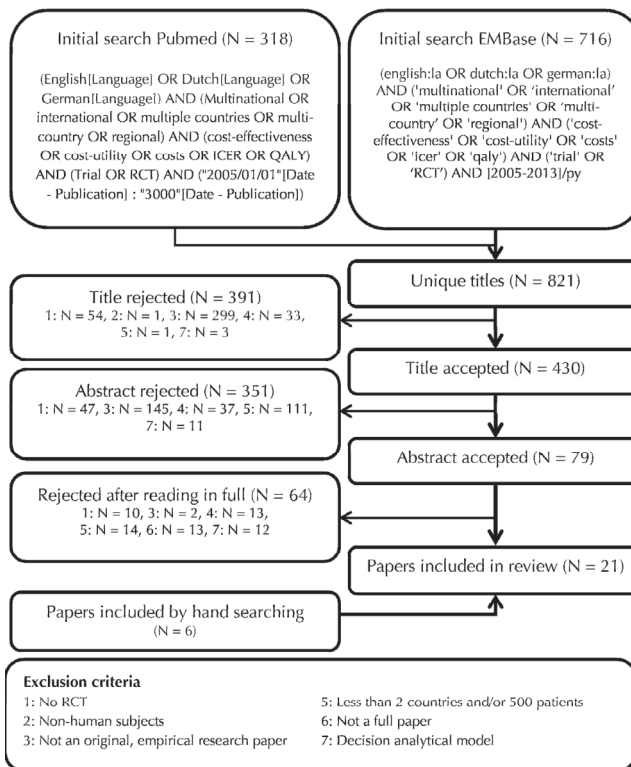 Initial search Pubmed (N = 318)
(English[Language] OR Dutch[Language] OR
German[Language]) AND (Multinational OR
international OR multiple countries OR multi-
country OR regional) AND (cost-effectiveness
OR cost-utility OR costs OR ICER OR QALY)
AND (Trial OR RCT) AND ("2005/01/01"[Date
- Publication] : "3000"[Date - Publication])
Initial search EMBase (N = 716)
(english:la OR dutch:la OR german:la)
AND ('multinational' OR ‘international’
OR 'multiple countries' OR ‘multi-
country’ OR 'regional') AND ('cost-
effectiveness' OR 'cost-utility' OR 'costs'
OR 'icer' OR 'qaly') AND ('trial' OR
‘RCT’) AND [2005-2013]/py
Unique titles (N = 821)
Title rejected (N = 391)
1: N = 54, 2: N = 1, 3: N = 299, 4: N = 33,
5: N = 1, 7: N = 3
Title accepted (N = 430)
Abstract rejected (N = 351)
1: N = 47, 3: N = 145, 4: N = 37, 5: N = 111,
7: N = 11
Abstract accepted (N = 79)
Rejected after reading in full (N = 64)
1: N = 10, 3: N = 2, 4: N = 13,
5: N = 14, 6: N = 13, 7: N = 12
Papers included in review (N = 21)
Papers included by hand searching
(N = 6)
Exclusion criteria
1: No RCT
2: Non-human subjects
3: Not an original, empirical research paper
5: Less than 2 countries and/or 500 patients
6: Not a full paper
7: Decision analytical model